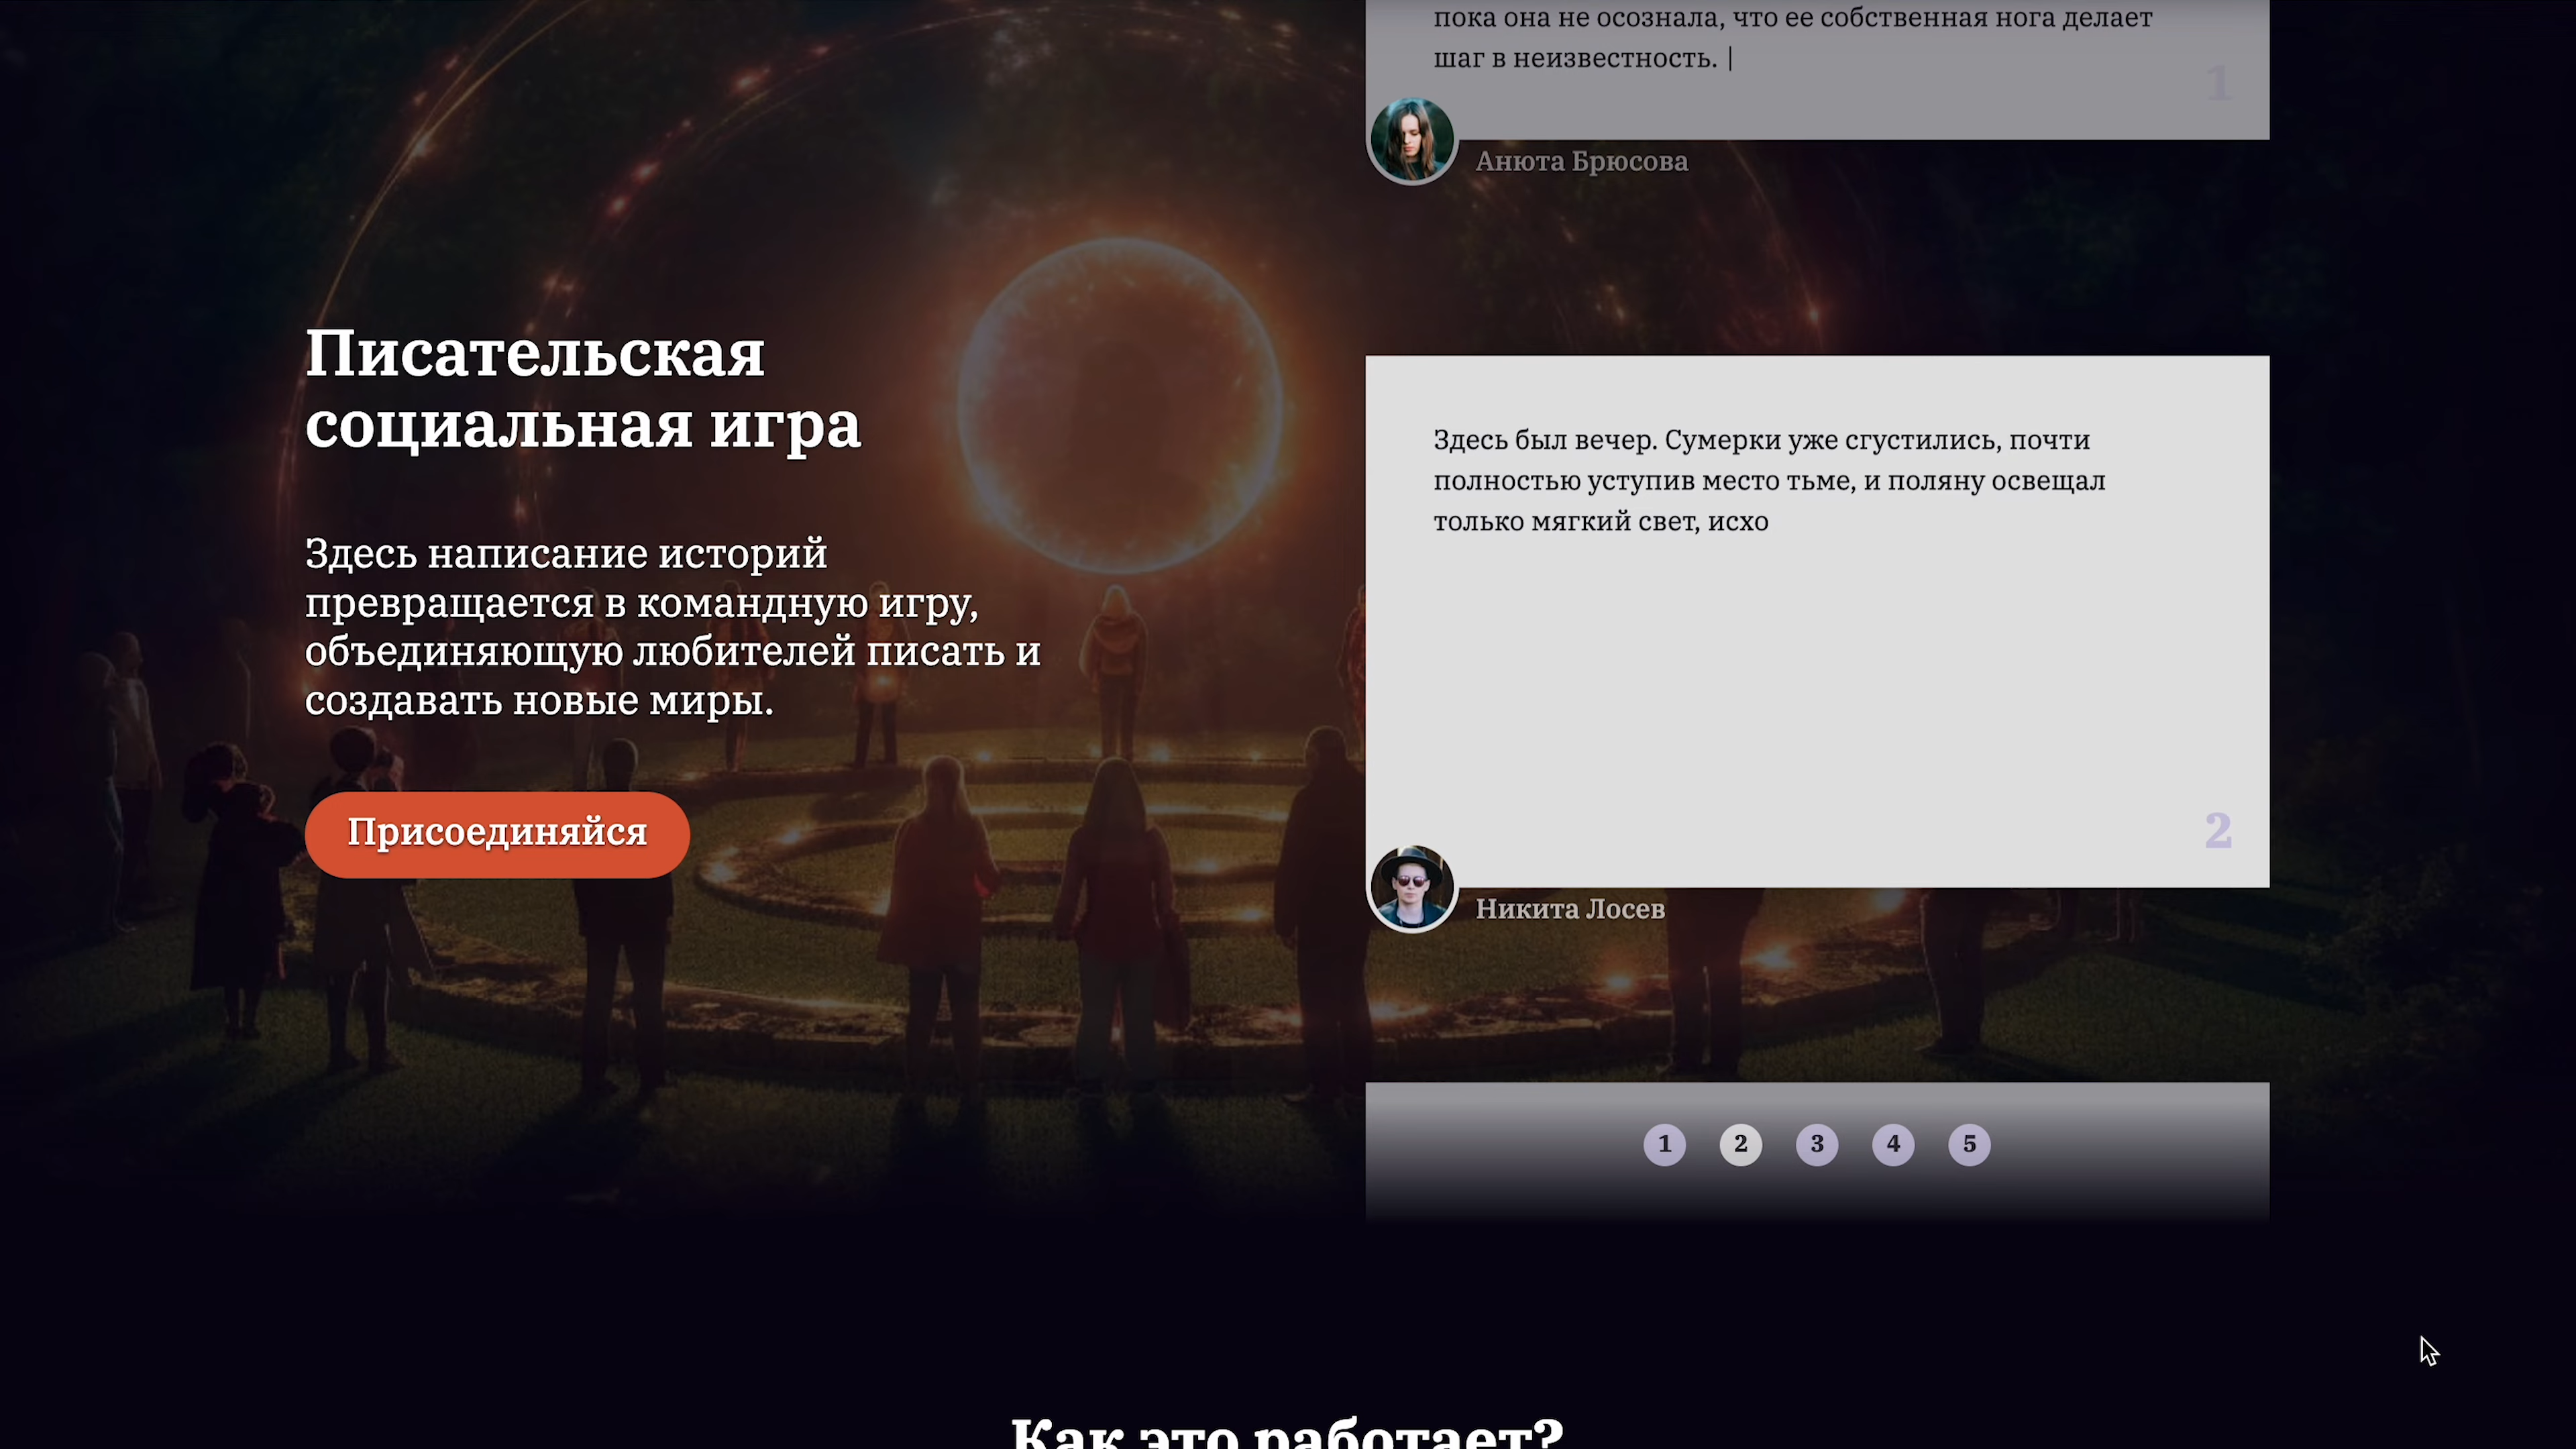 Писательская
социальная игра
Здесь написание историй
превращается в командную игру,
объединяющую любителей писать и
создавать новые миры.
Присоединяйся
пока она не осознала, что ее собственная нога делает
шаг в неизвестность. |
1
Анюта Брюсова
Здесь был вечер. Сумерки уже сгустились, почти
полностью уступив место тьме, и поляну освещал
только мягкий свет, исхо
2
Никита Лосев
1 2 3 4 5
Как это работает?